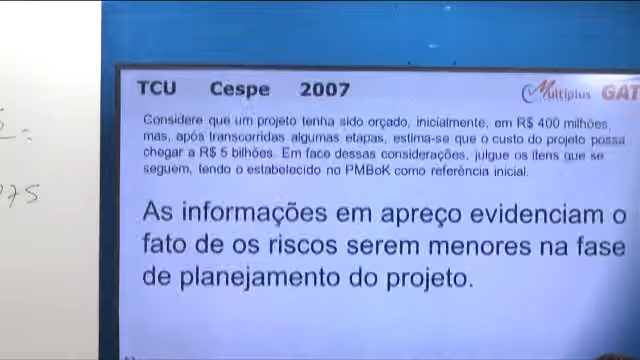 TCU Cespe 2007
Multiplus GAT
Considere que um projeto tenha sido orçado, inicialmente, em R$ 400 milhões,
mas, após transcorridas algumas etapas, estima-se que o custo do projeto possa
chegar a R$ 5 bilhões. Em face dessas considerações, julgue os itens que se
seguem, tendo o estabelecido no PMBoK como referência inicial.
As informações em apreço evidenciam o
fato de os riscos serem menores na fase
de planejamento do projeto.